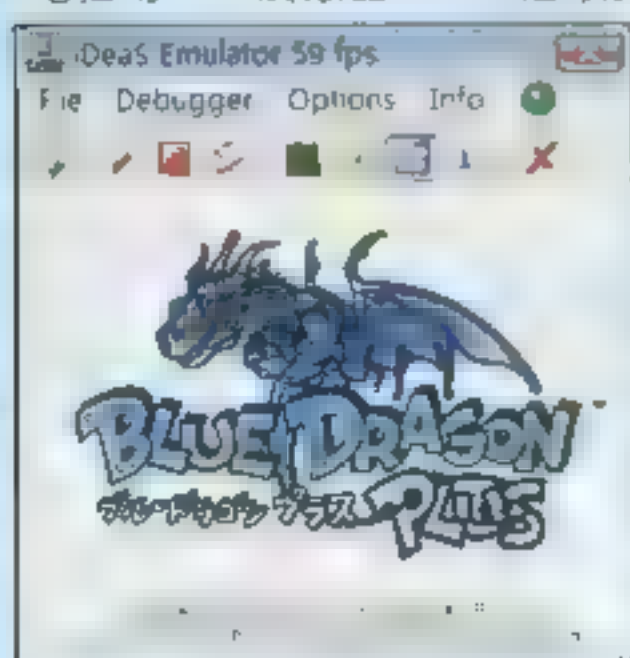 iDeaS Emulator 59 fps
File Debugger Options Info
BLUE DRAGON
ブルードラゴン プラス PLUS